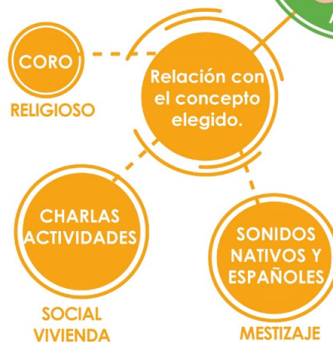 CORO
RELIGIOSO
Relación con
el concepto
elegido.
CHARLAS
ACTIVIDADES
SOCIAL
VIVIENDA
SONIDOS
NATIVOS Y
ESPAÑOLES
MESTIZAJE